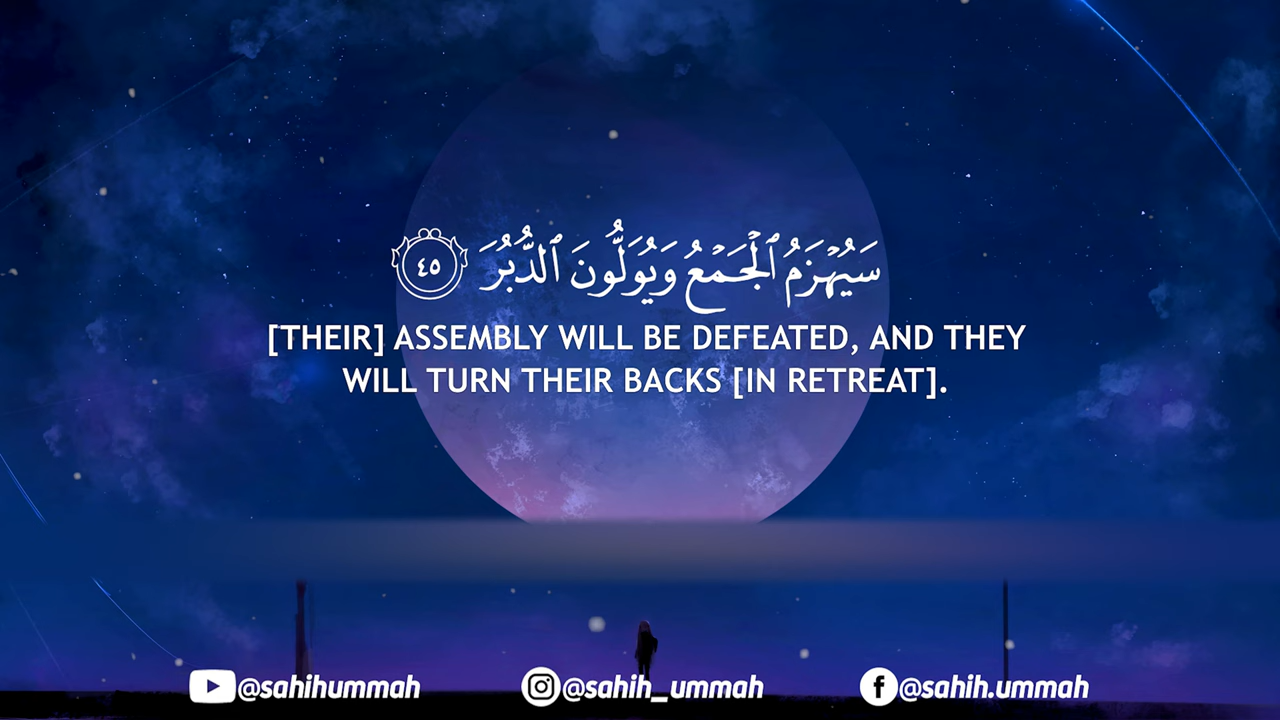 سَيُهْزَمُ ٱلْجَمْعُ وَيُوَلُّونَ ٱلدُّبُرَ ٤٥
[THEIR] ASSEMBLY WILL BE DEFEATED, AND THEY
WILL TURN THEIR BACKS [IN RETREAT].
@sahihummah @sahih_ummah @sahih.ummah